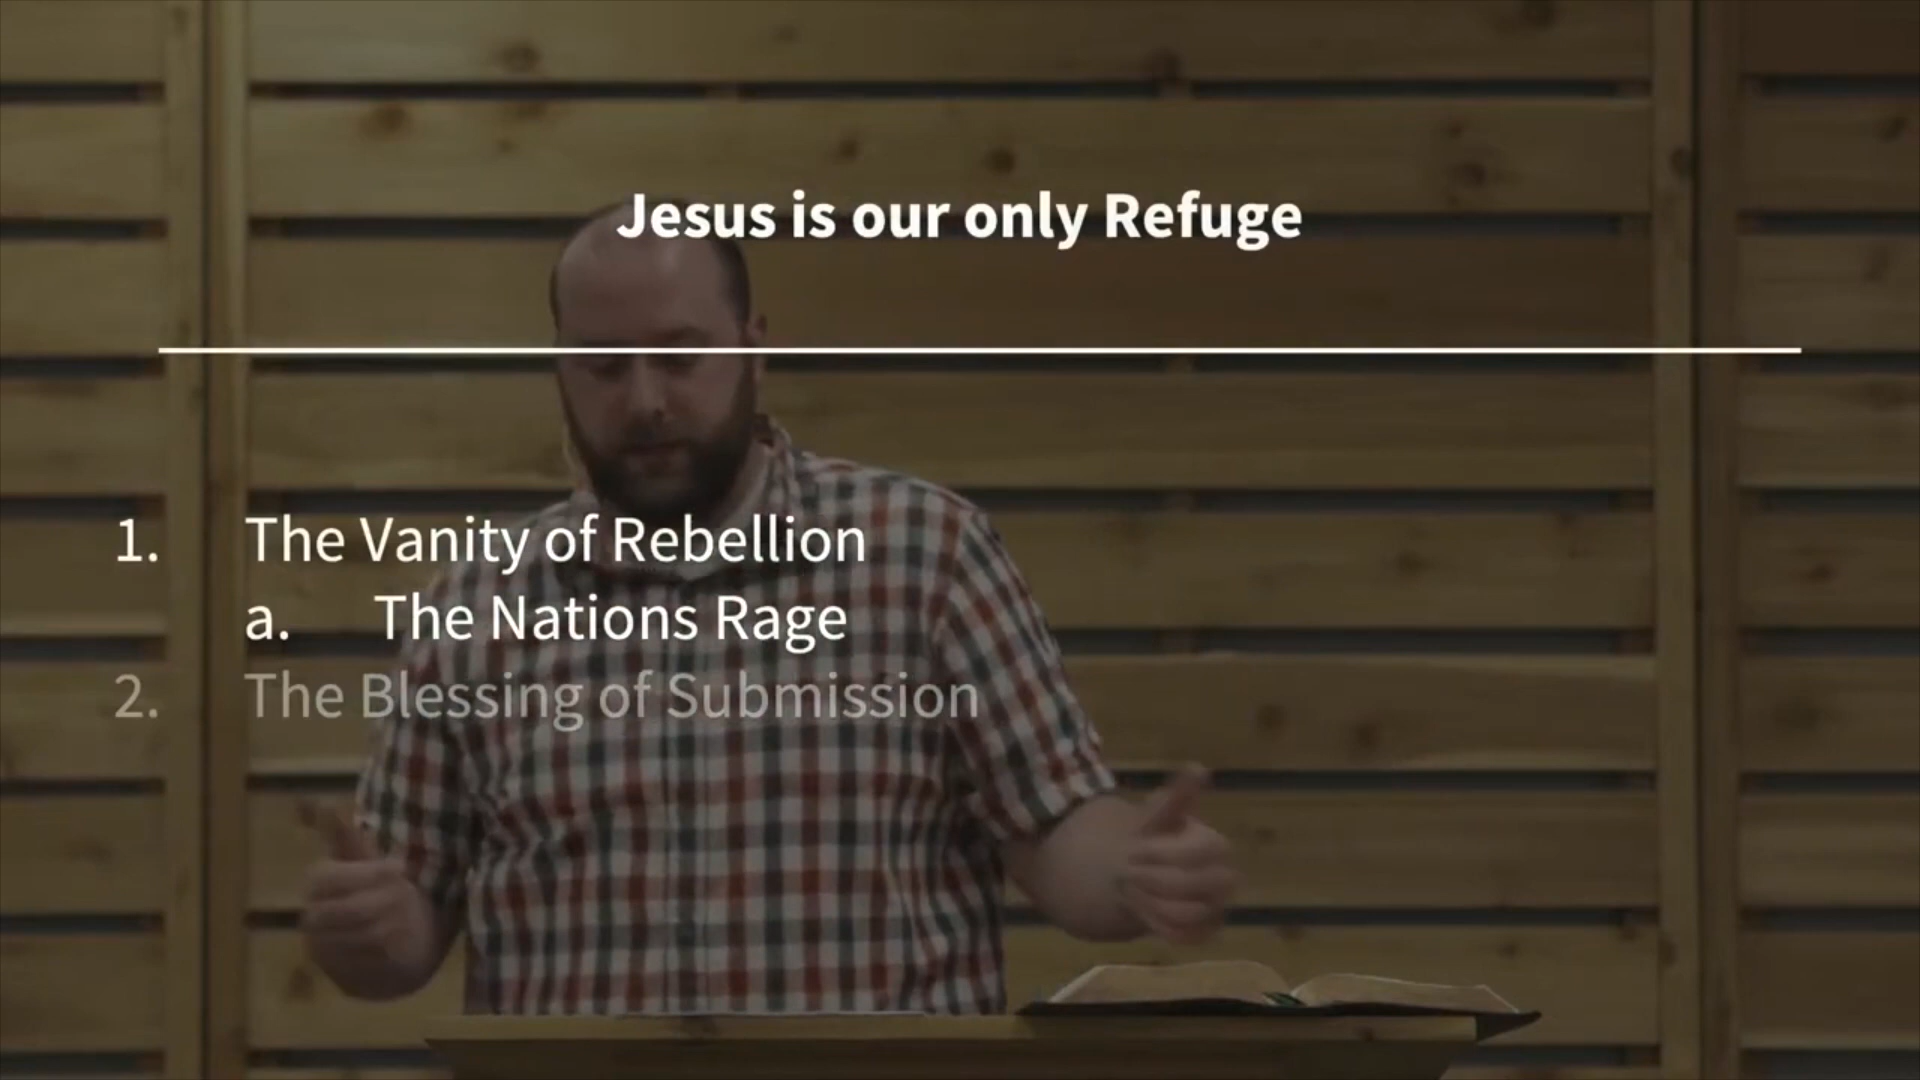 Jesus is our only Refuge
1. The Vanity of Rebellion
a. The Nations Rage
2. The Blessing of Submission